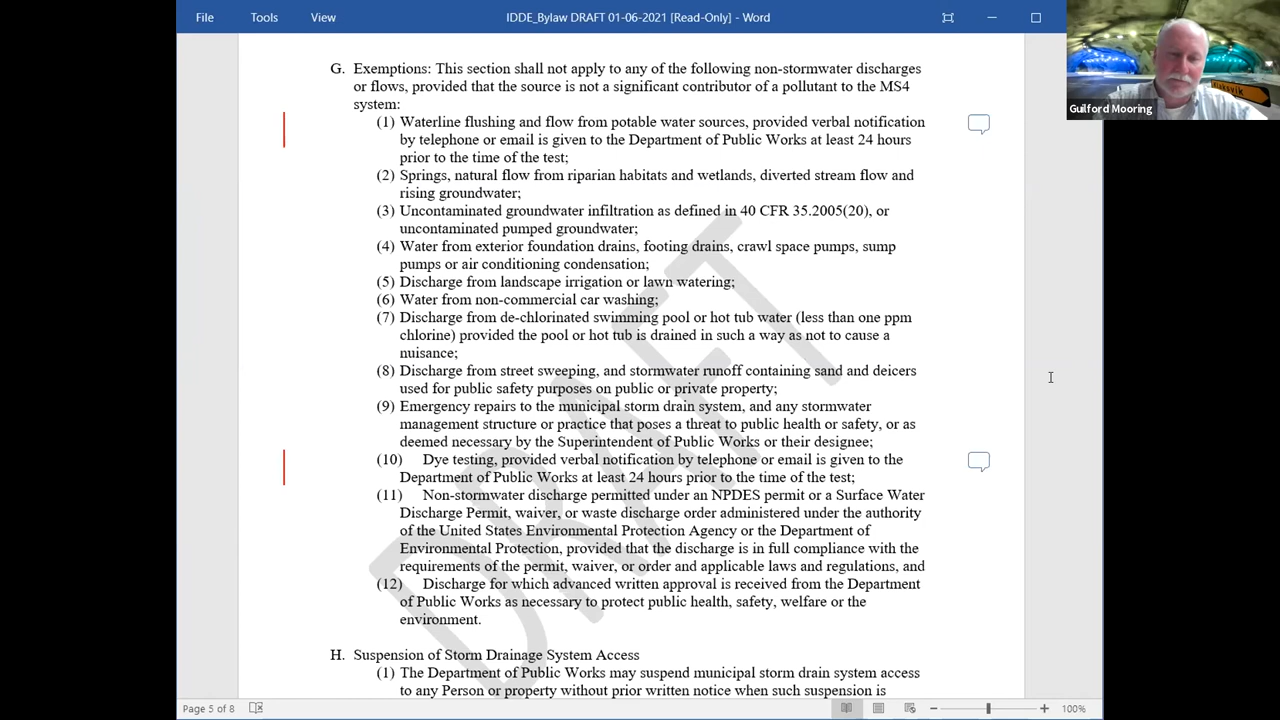 File Tools View IDDE_Bylaw DRAFT 01-06-2021 [Read-Only] - Word
Guilford Mooring
G. Exemptions: This section shall not apply to any of the following non-stormwater discharges
or flows, provided that the source is not a significant contributor of a pollutant to the MS4
system:
(1) Waterline flushing and flow from potable water sources, provided verbal notification
by telephone or email is given to the Department of Public Works at least 24 hours
prior to the time of the test;
(2) Springs, natural flow from riparian habitats and wetlands, diverted stream flow and
rising groundwater;
(3) Uncontaminated groundwater infiltration as defined in 40 CFR 35.2005(20), or
uncontaminated pumped groundwater;
(4) Water from exterior foundation drains, footing drains, crawl space pumps, sump
pumps or air conditioning condensation;
(5) Discharge from landscape irrigation or lawn watering;
(6) Water from non-commercial car washing;
(7) Discharge from de-chlorinated swimming pool or hot tub water (less than one ppm
chlorine) provided the pool or hot tub is drained in such a way as not to cause a
nuisance;
(8) Discharge from street sweeping, and stormwater runoff containing sand and deicers
used for public safety purposes on public or private property;
(9) Emergency repairs to the municipal storm drain system, and any stormwater
management structure or practice that poses a threat to public health or safety, or as
deemed necessary by the Superintendent of Public Works or their designee;
(10) Dye testing, provided verbal notification by telephone or email is given to the
Department of Public Works at least 24 hours prior to the time of the test;
(11) Non-stormwater discharge permitted under an NPDES permit or a Surface Water
Discharge Permit, waiver, or waste discharge order administered under the authority
of the United States Environmental Protection Agency or the Department of
Environmental Protection, provided that the discharge is in full compliance with the
requirements of the permit, waiver, or order and applicable laws and regulations, and
(12) Discharge for which advanced written approval is received from the Department
of Public Works as necessary to protect public health, safety, welfare or the
environment.
DRAFT
H. Suspension of Storm Drainage System Access
(1) The Department of Public Works may suspend municipal storm drain system access
to any Person or property without prior written notice when such suspension is
Page 5 of 8 100%